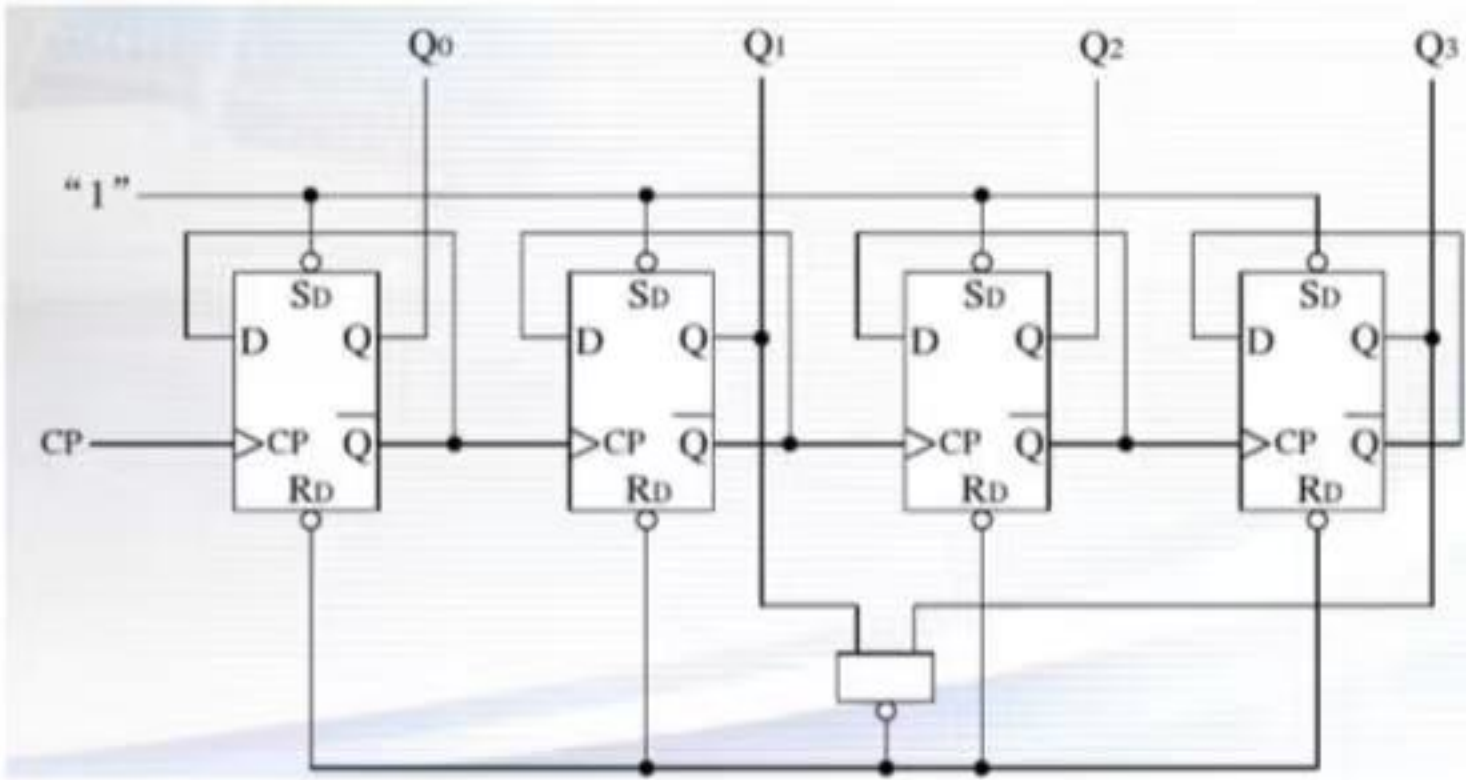 Q0 Q1 Q2 Q3
“1”
SD SD SD SD
D Q D Q D Q D Q
CP CP Q̅ CP Q̅ CP Q̅ CP Q̅
RD RD RD RD